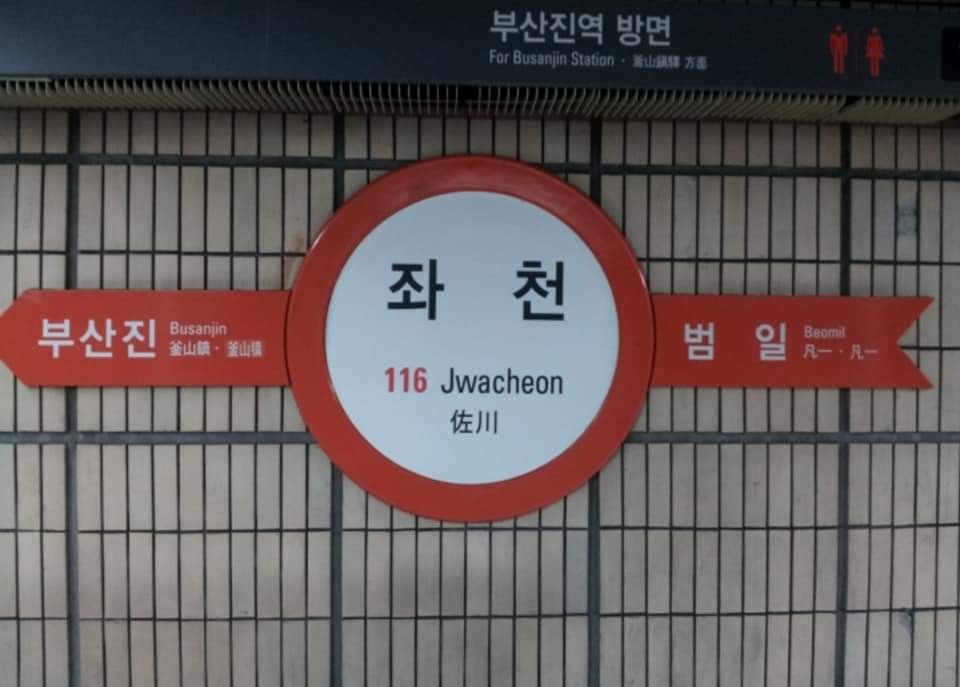 부산진역 방면
For Busanjin Station · 釜山鎭驛 方面
부산진
Busanjin
釜山鎭 · 釜山镇
좌 천
116 Jwacheon
佐川
범 일
Beomil
凡一 · 凡一